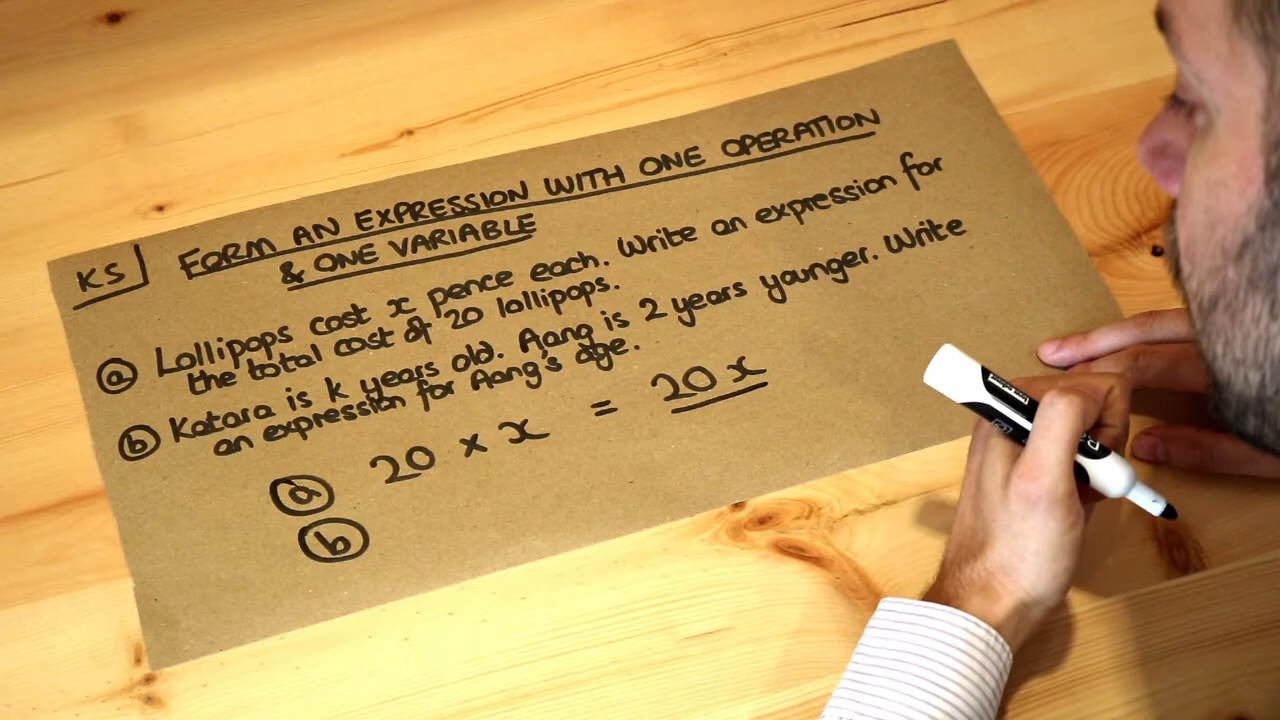 KS
FORM AN EXPRESSION WITH ONE OPERATION
& ONE VARIABLE
a Lollipops cost x pence each. Write an expression for
the total cost of 20 lollipops.
b Katara is k years old. Aang is 2 years younger. Write
an expression for Aang's age.
a 20 × x = 20x
b